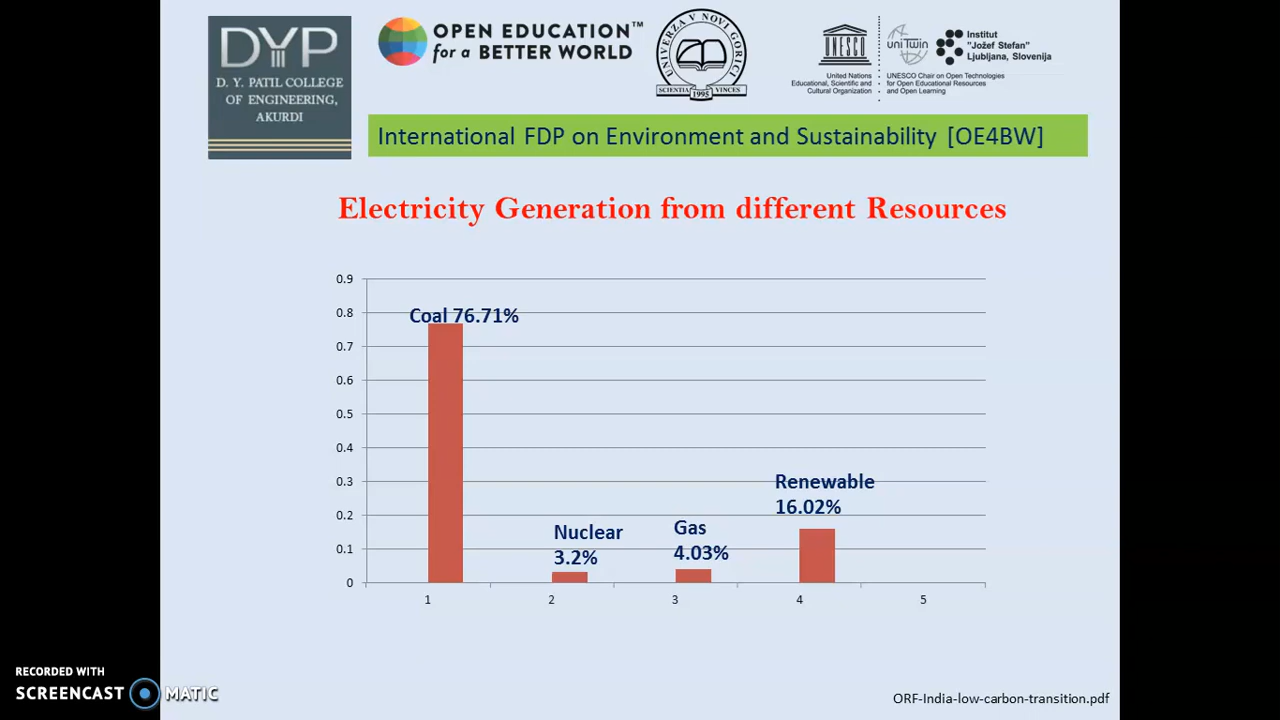 DYP
D. Y. PATIL COLLEGE
OF ENGINEERING,
AKURDI
OPEN EDUCATION™
for a BETTER WORLD
UNIVERZA V NOVI GORICI
SCIENTIA VINCES
1995
UNESCO
United Nations
Educational, Scientific and
Cultural Organization
uniTwin
Institut
"Jožef Stefan"
Ljubljana, Slovenija
UNESCO Chair on Open Technologies
for Open Educational Resources
and Open Learning
International FDP on Environment and Sustainability [OE4BW]
Electricity Generation from different Resources
0.9
0.8
0.7
0.6
0.5
0.4
0.3
0.2
0.1
0
Coal 76.71%
Nuclear
3.2%
Gas
4.03%
Renewable
16.02%
1 2 3 4 5
RECORDED WITH
SCREENCAST MATIC
ORF-India-low-carbon-transition.pdf